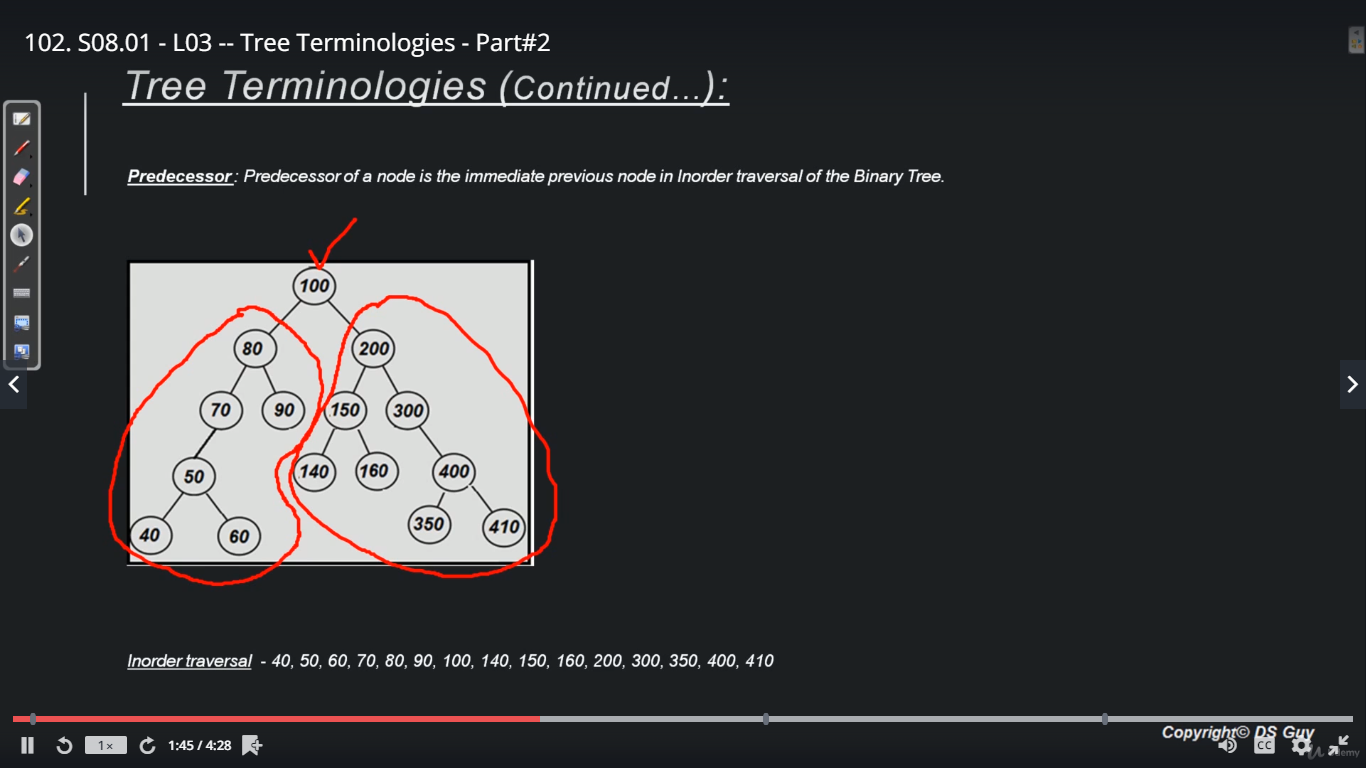 102. S08.01 - L03 -- Tree Terminologies - Part#2
Tree Terminologies (Continued...):
Predecessor: Predecessor of a node is the immediate previous node in Inorder traversal of the Binary Tree.
100
80 200
70 90 150 300
50 140 160 400
40 60 350 410
Inorder traversal - 40, 50, 60, 70, 80, 90, 100, 140, 150, 160, 200, 300, 350, 400, 410
Copyright© DS Guy
1x 1:45 / 4:28 CC